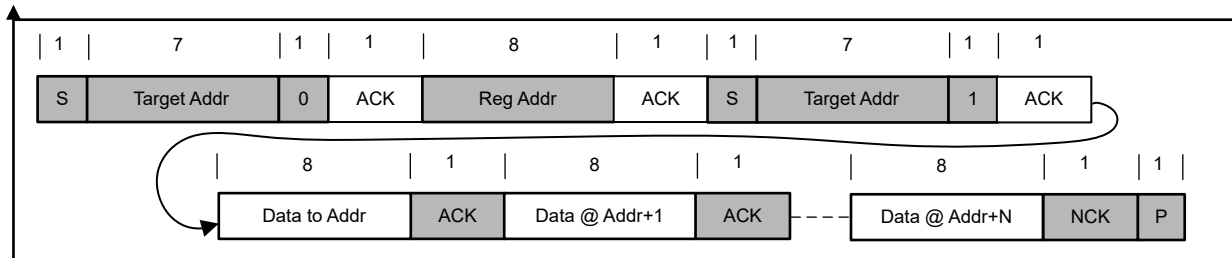 1 7 1 1 8 1 1 7 1 1
S Target Addr 0 ACK Reg Addr ACK S Target Addr 1 ACK
8 1 8 1 8 1 1
Data to Addr ACK Data @ Addr+1 ACK Data @ Addr+N NCK P